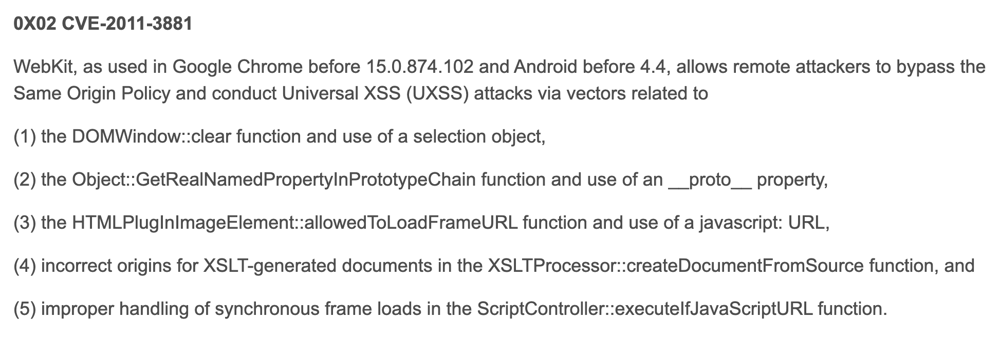 0X02 CVE-2011-3881
WebKit, as used in Google Chrome before 15.0.874.102 and Android before 4.4, allows remote attackers to bypass the
Same Origin Policy and conduct Universal XSS (UXSS) attacks via vectors related to
(1) the DOMWindow::clear function and use of a selection object,
(2) the Object::GetRealNamedPropertyInPrototypeChain function and use of an __proto__ property,
(3) the HTMLPlugInImageElement::allowedToLoadFrameURL function and use of a javascript: URL,
(4) incorrect origins for XSLT-generated documents in the XSLTProcessor::createDocumentFromSource function, and
(5) improper handling of synchronous frame loads in the ScriptController::executeIfJavaScriptURL function.